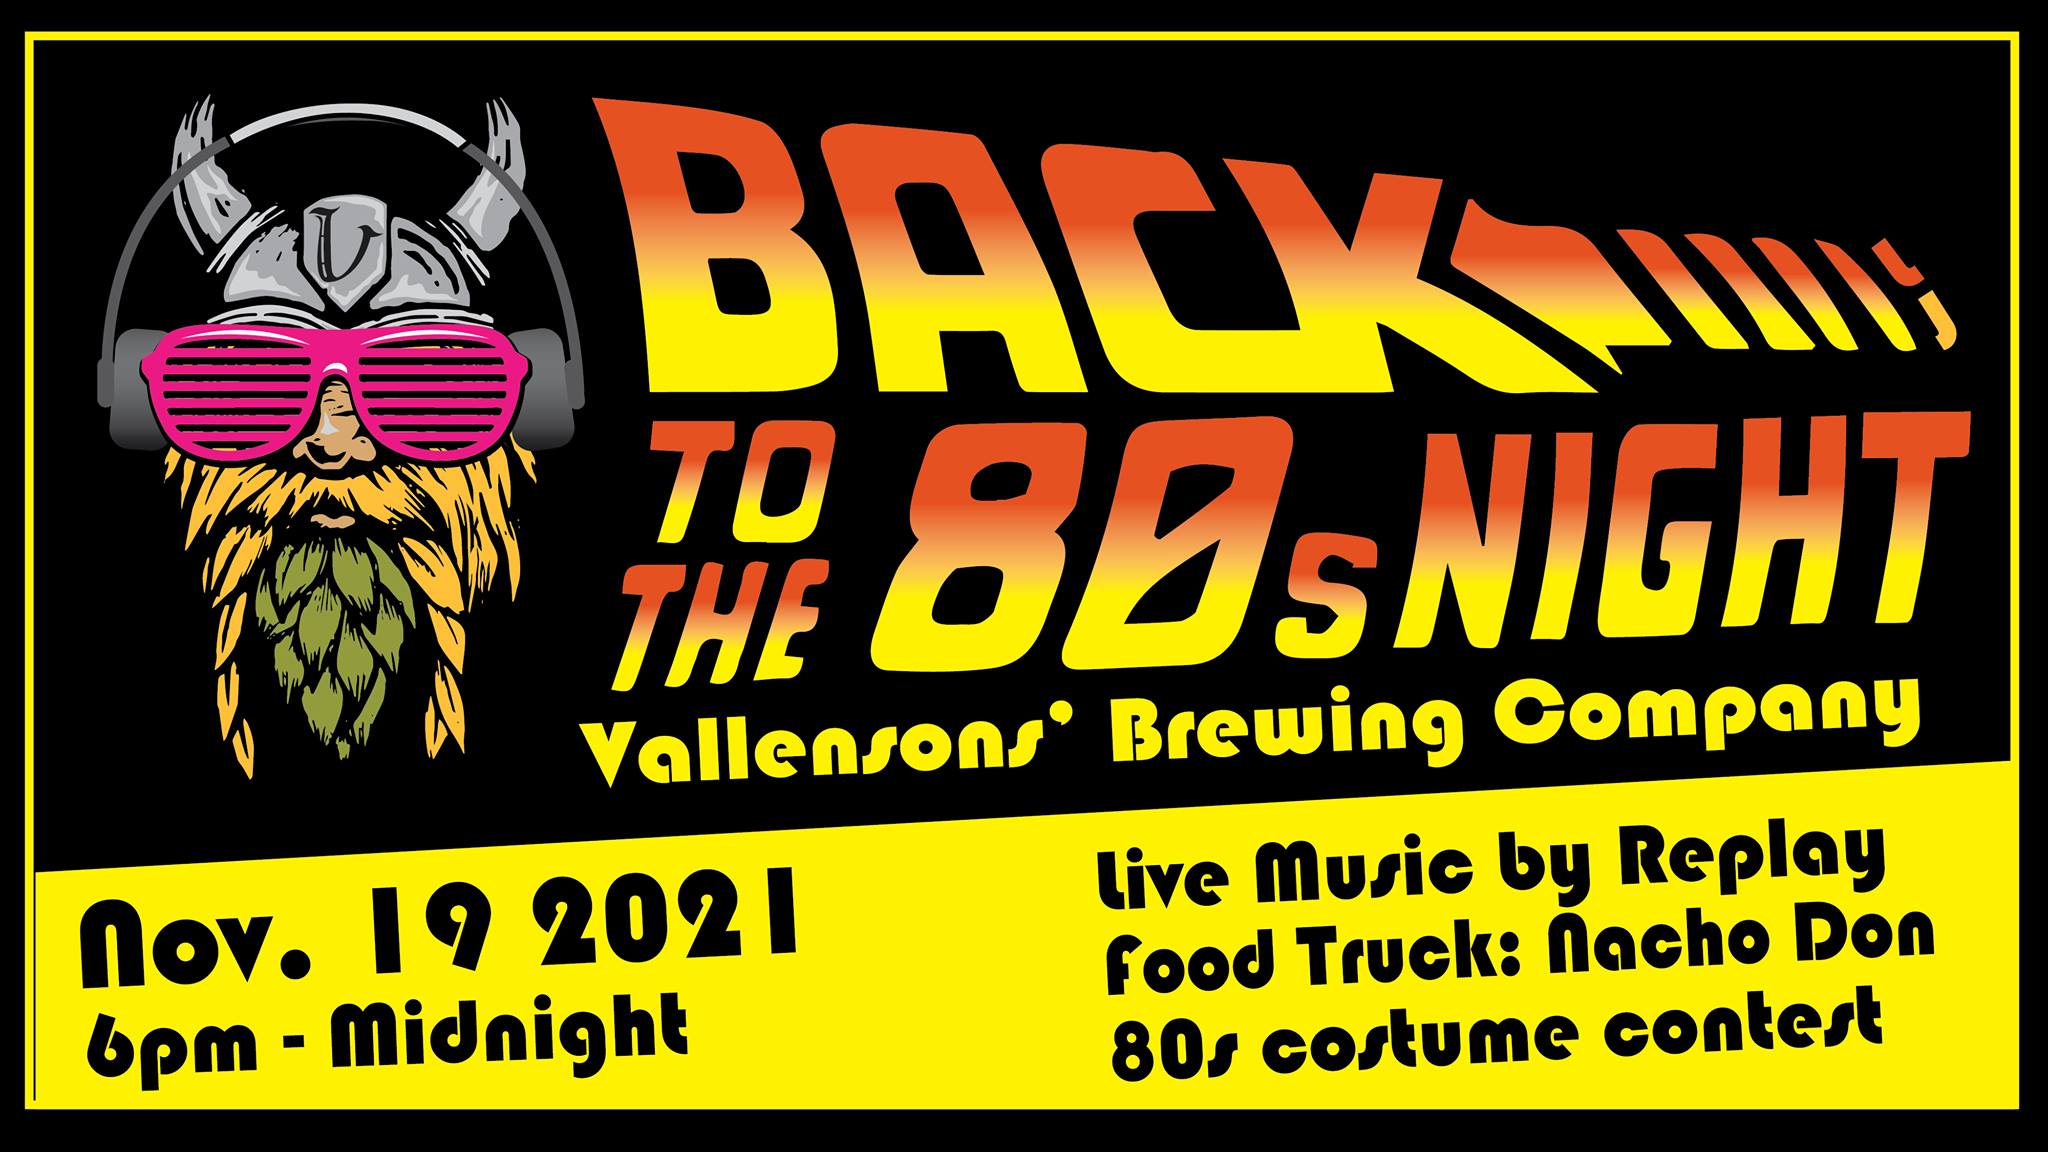 V
BACK
TO
THE
80s NIGHT
Vallensons' Brewing Company
Nov. 19 2021
6pm - Midnight
Live Music by Replay
Food Truck: Nacho Don
80s costume contest